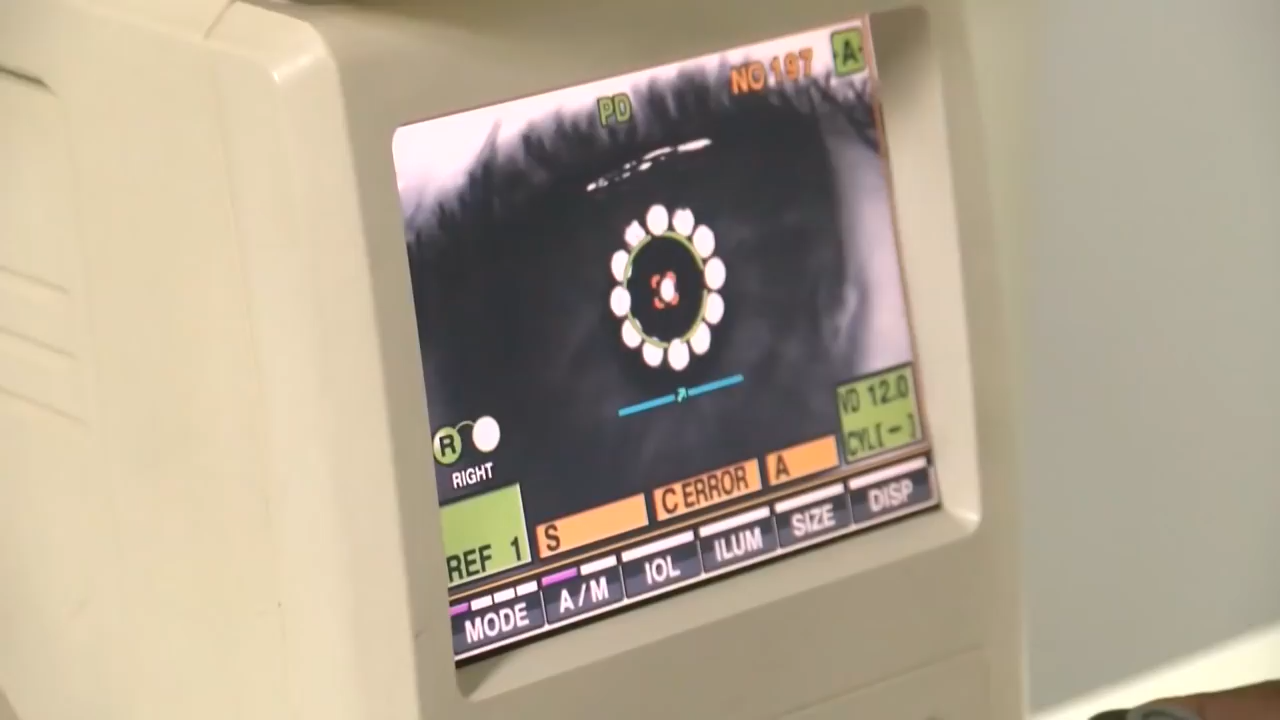 NO 197 A
PD
VD 12.0
CYL[-]
R
RIGHT
REF 1
S C ERROR A
MODE A/M IOL ILUM SIZE DISP